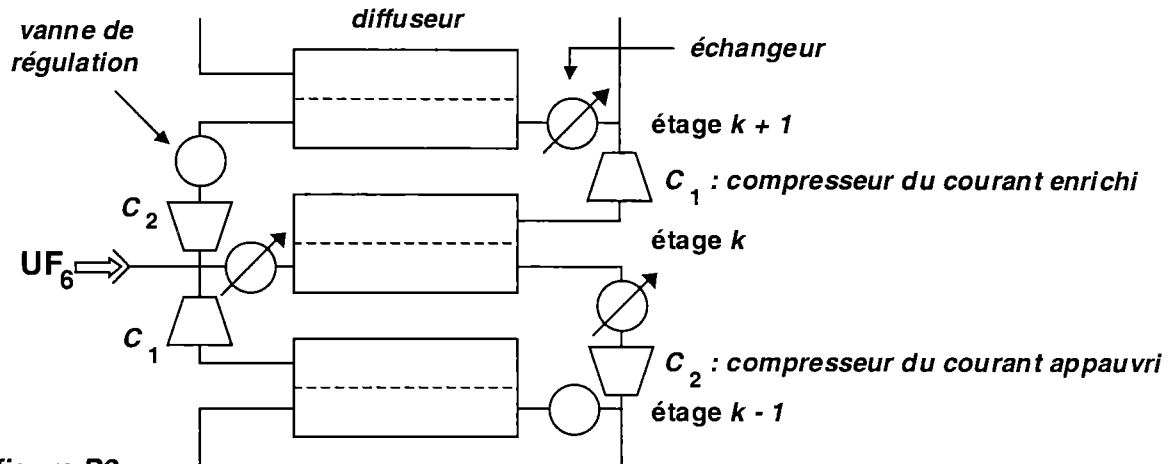 vanne de
régulation
diffuseur
échangeur
étage k + 1
C1 : compresseur du courant enrichi
C2
étage k
UF6
C1
C2 : compresseur du courant appauvri
étage k - 1